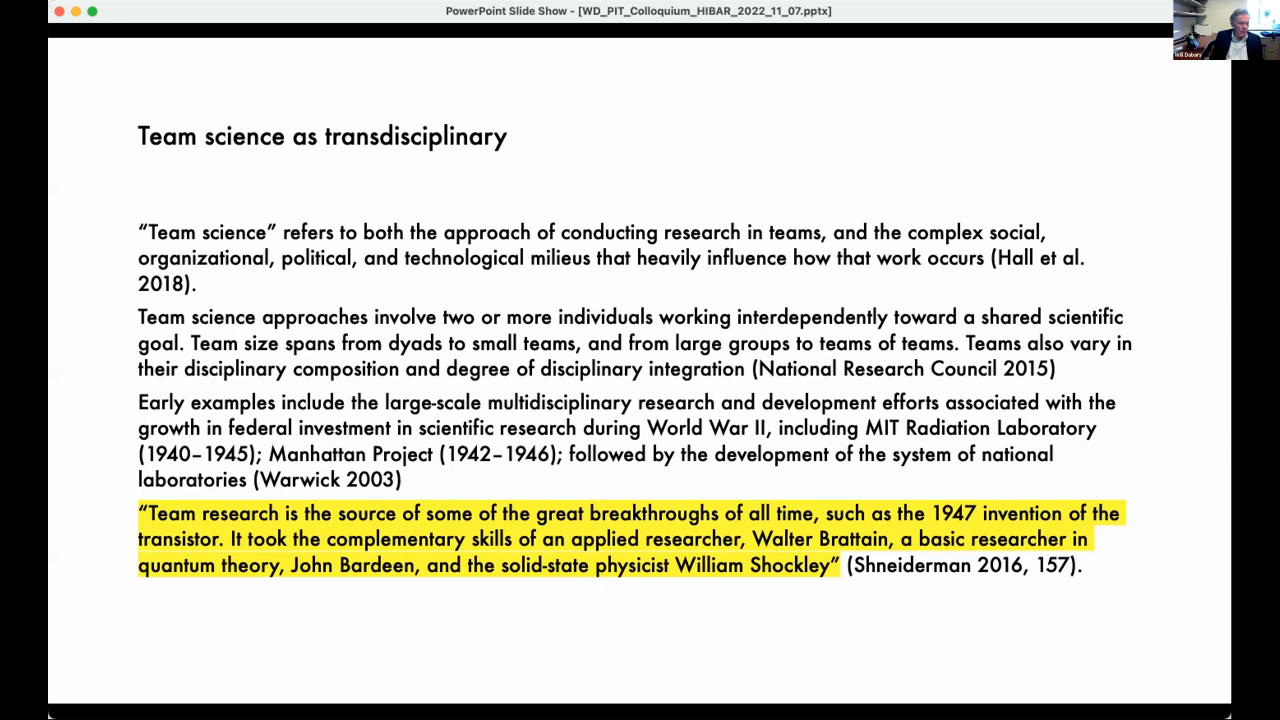 PowerPoint Slide Show - [WD_PIT_Colloquium_HIBAR_2022_11_07.pptx]
Will Dabars
Team science as transdisciplinary
“Team science” refers to both the approach of conducting research in teams, and the complex social,
organizational, political, and technological milieus that heavily influence how that work occurs (Hall et al.
2018).
Team science approaches involve two or more individuals working interdependently toward a shared scientific
goal. Team size spans from dyads to small teams, and from large groups to teams of teams. Teams also vary in
their disciplinary composition and degree of disciplinary integration (National Research Council 2015)
Early examples include the large-scale multidisciplinary research and development efforts associated with the
growth in federal investment in scientific research during World War II, including MIT Radiation Laboratory
(1940–1945); Manhattan Project (1942–1946); followed by the development of the system of national
laboratories (Warwick 2003)
“Team research is the source of some of the great breakthroughs of all time, such as the 1947 invention of the
transistor. It took the complementary skills of an applied researcher, Walter Brattain, a basic researcher in
quantum theory, John Bardeen, and the solid-state physicist William Shockley” (Shneiderman 2016, 157).